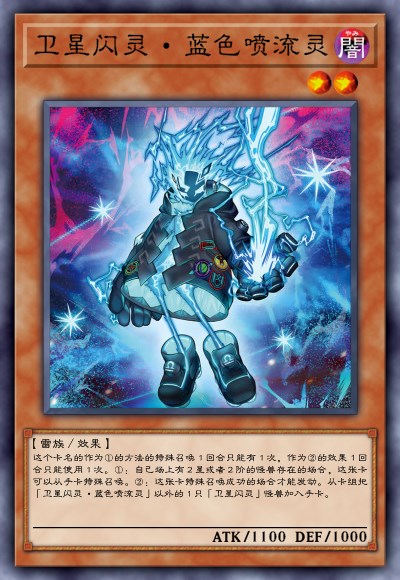 卫星闪灵・蓝色喷流灵
闇
やみ
【雷族／效果】
这个卡名的作为①的方法的特殊召唤1回合只能有1次，作为②的效果1回
合只能使用1次。①：自己场上有2星或者2阶的怪兽存在的场合，这张卡
可以从手卡特殊召唤。②：这张卡特殊召唤成功的场合才能发动。从卡组把
「卫星闪灵・蓝色喷流灵」以外的1只「卫星闪灵」怪兽加入手卡。
ATK/1100 DEF/1000